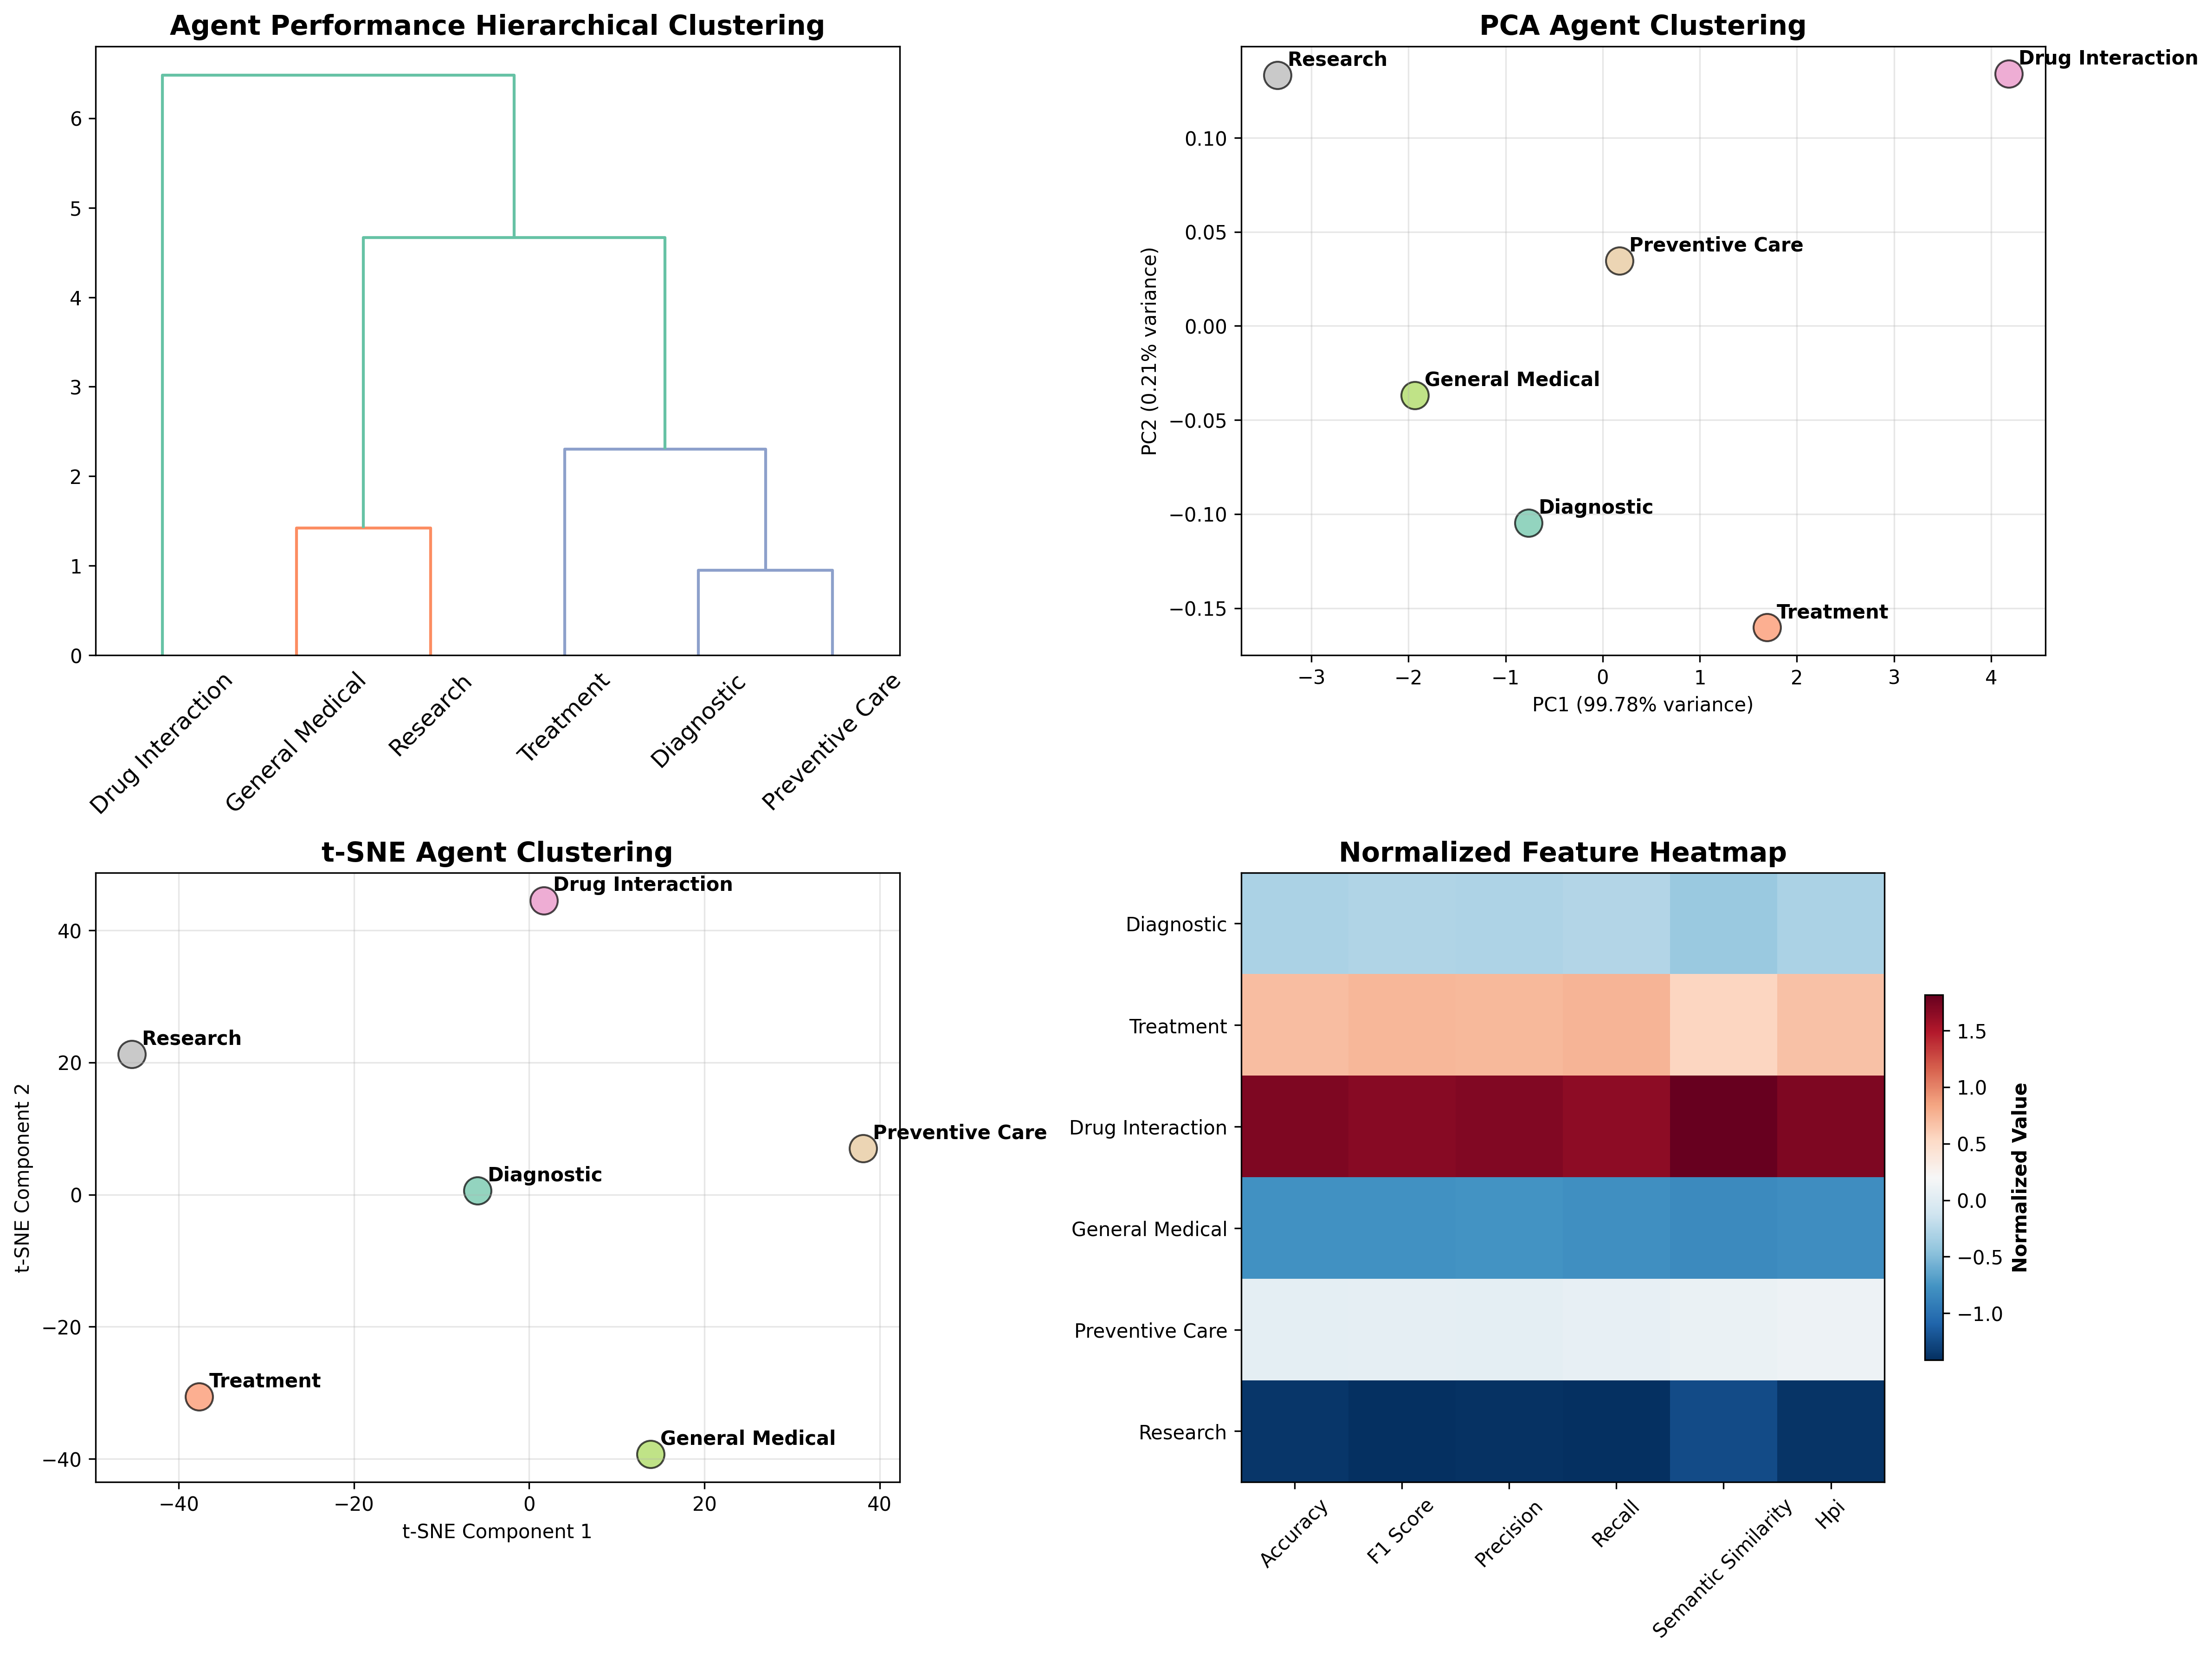 Agent Performance Hierarchical Clustering
6
5
4
3
2
1
0
Drug Interaction
General Medical
Research
Treatment
Diagnostic
Preventive Care
PCA Agent Clustering
PC2 (0.21% variance)
0.10
0.05
0.00
−0.05
−0.10
−0.15
Research
Drug Interaction
Preventive Care
General Medical
Diagnostic
Treatment
−3
−2
−1
0
1
2
3
4
PC1 (99.78% variance)
t-SNE Agent Clustering
t-SNE Component 2
40
20
0
−20
−40
Drug Interaction
Research
Preventive Care
Diagnostic
Treatment
General Medical
−40
−20
0
20
40
t-SNE Component 1
Normalized Feature Heatmap
Diagnostic
Treatment
Drug Interaction
General Medical
Preventive Care
Research
Accuracy
F1 Score
Precision
Recall
Semantic Similarity
Hpi
1.5
1.0
0.5
0.0
−0.5
−1.0
Normalized Value